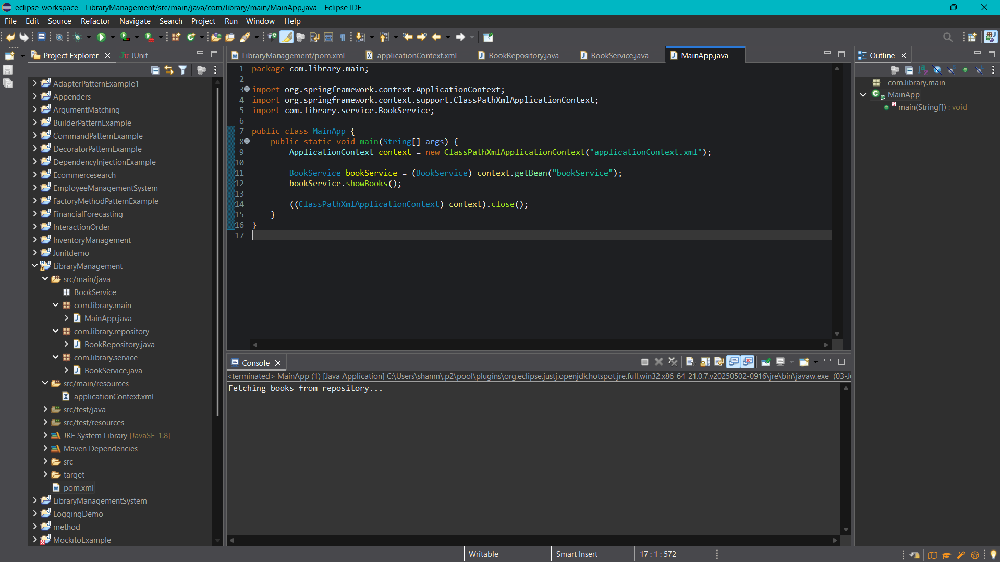 eclipse-workspace - LibraryManagement/src/main/java/com/library/main/MainApp.java - Eclipse IDE
File Edit Source Refactor Navigate Search Project Run Window Help
Project Explorer
JUnit
AdapterPatternExample1
Appenders
ArgumentMatching
BuilderPatternExample
CommandPatternExample
DecoratorPatternExample
DependencyInjectionExample
Ecommercesearch
EmployeeManagementSystem
FactoryMethodPatternExample
FinancialForecasting
InteractionOrder
InventoryManagement
Junitdemo
LibraryManagement
src/main/java
BookService
com.library.main
MainApp.java
com.library.repository
BookRepository.java
com.library.service
BookService.java
src/main/resources
applicationContext.xml
src/test/java
src/test/resources
JRE System Library [JavaSE-1.8]
Maven Dependencies
src
target
pom.xml
LibraryManagementSystem
LoggingDemo
method
MockitoExample
LibraryManagement/pom.xml applicationContext.xml BookRepository.java BookService.java MainApp.java
1 package com.library.main;
2
3 import org.springframework.context.ApplicationContext;
4 import org.springframework.context.support.ClassPathXmlApplicationContext;
5 import com.library.service.BookService;
6
7 public class MainApp {
8 public static void main(String[] args) {
9 ApplicationContext context = new ClassPathXmlApplicationContext("applicationContext.xml");
10
11 BookService bookService = (BookService) context.getBean("bookService");
12 bookService.showBooks();
13
14 ((ClassPathXmlApplicationContext) context).close();
15 }
16 }
17
Console
<terminated> MainApp (1) [Java Application] C:\Users\shanm\.p2\pool\plugins\org.eclipse.justj.openjdk.hotspot.jre.full.win32.x86_64_21.0.7.v20250502-0916\jre\bin\javaw.exe (03-Ju
Fetching books from repository...
Outline
com.library.main
MainApp
main(String[]) : void
Writable
Smart Insert
17 : 1 : 572